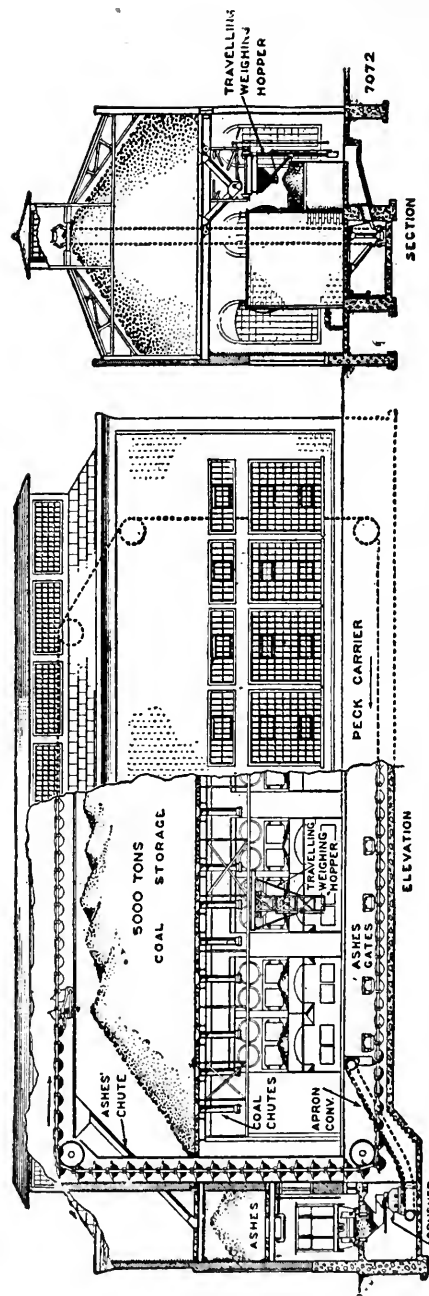 TRAVELLING
WEIGHING
HOPPER
7072
SECTION
5000 TONS
COAL STORAGE
ASHES'
CHUTE
ASHES
COAL CHUTES
APRON
CONV.
TRAVELLING
WEIGHING
HOPPER
ASHES
GATES
PECK CARRIER
ELEVATION